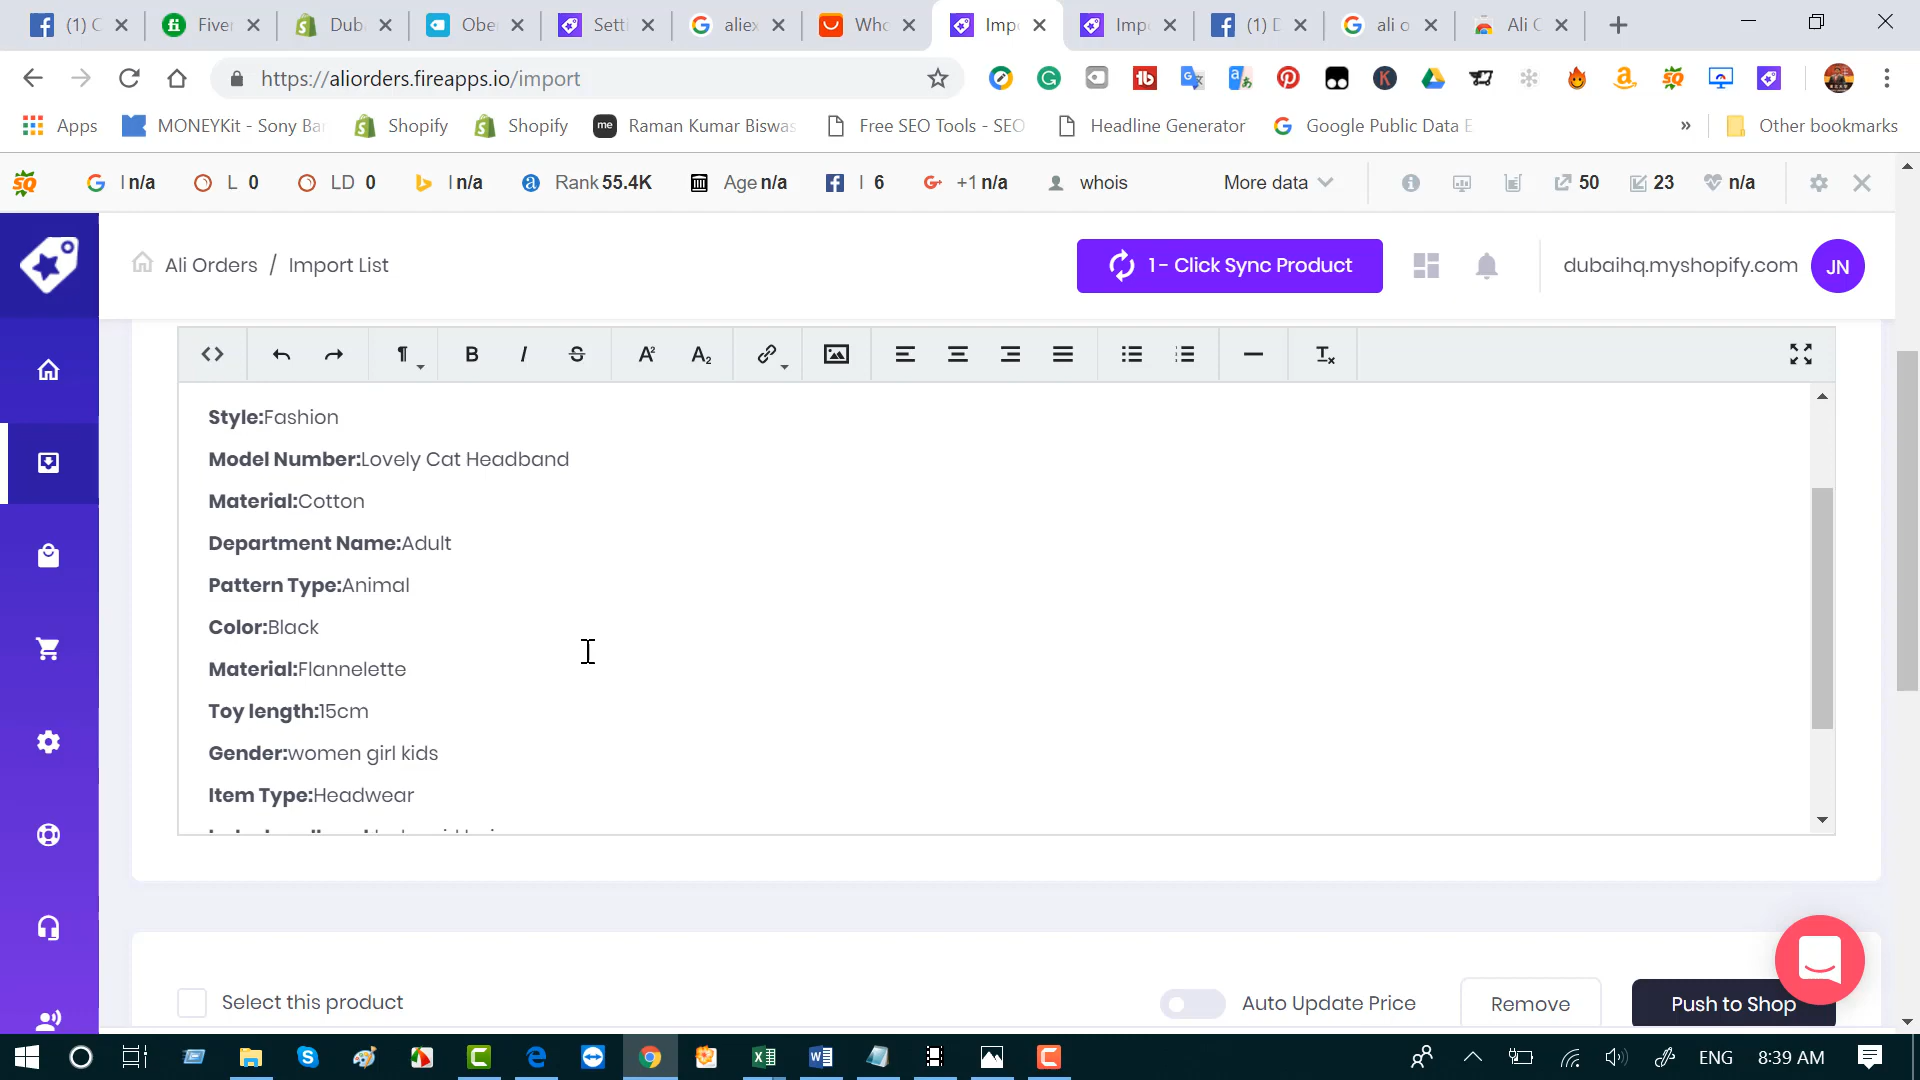 (1) C
Fiver
Dub
Obe
Setti
aliex
Who
Imp
Imp
(1) D
ali o
Ali C
https://aliorders.fireapps.io/import
Apps
MONEYKit - Sony Ba
Shopify
Shopify
me
Raman Kumar Biswas
Free SEO Tools - SEO
Headline Generator
Google Public Data E
»
Other bookmarks
SQ
I n/a
L 0
LD 0
I n/a
Rank 55.4K
Age n/a
I 6
+1 n/a
whois
More data
50
23
n/a
Ali Orders / Import List
1 - Click Sync Product
dubaihq.myshopify.com
JN
Style:Fashion
Model Number:Lovely Cat Headband
Material:Cotton
Department Name:Adult
Pattern Type:Animal
Color:Black
Material:Flannelette
Toy length:15cm
Gender:women girl kids
Item Type:Headwear
Select this product
Auto Update Price
Remove
Push to Shop
ENG
8:39 AM